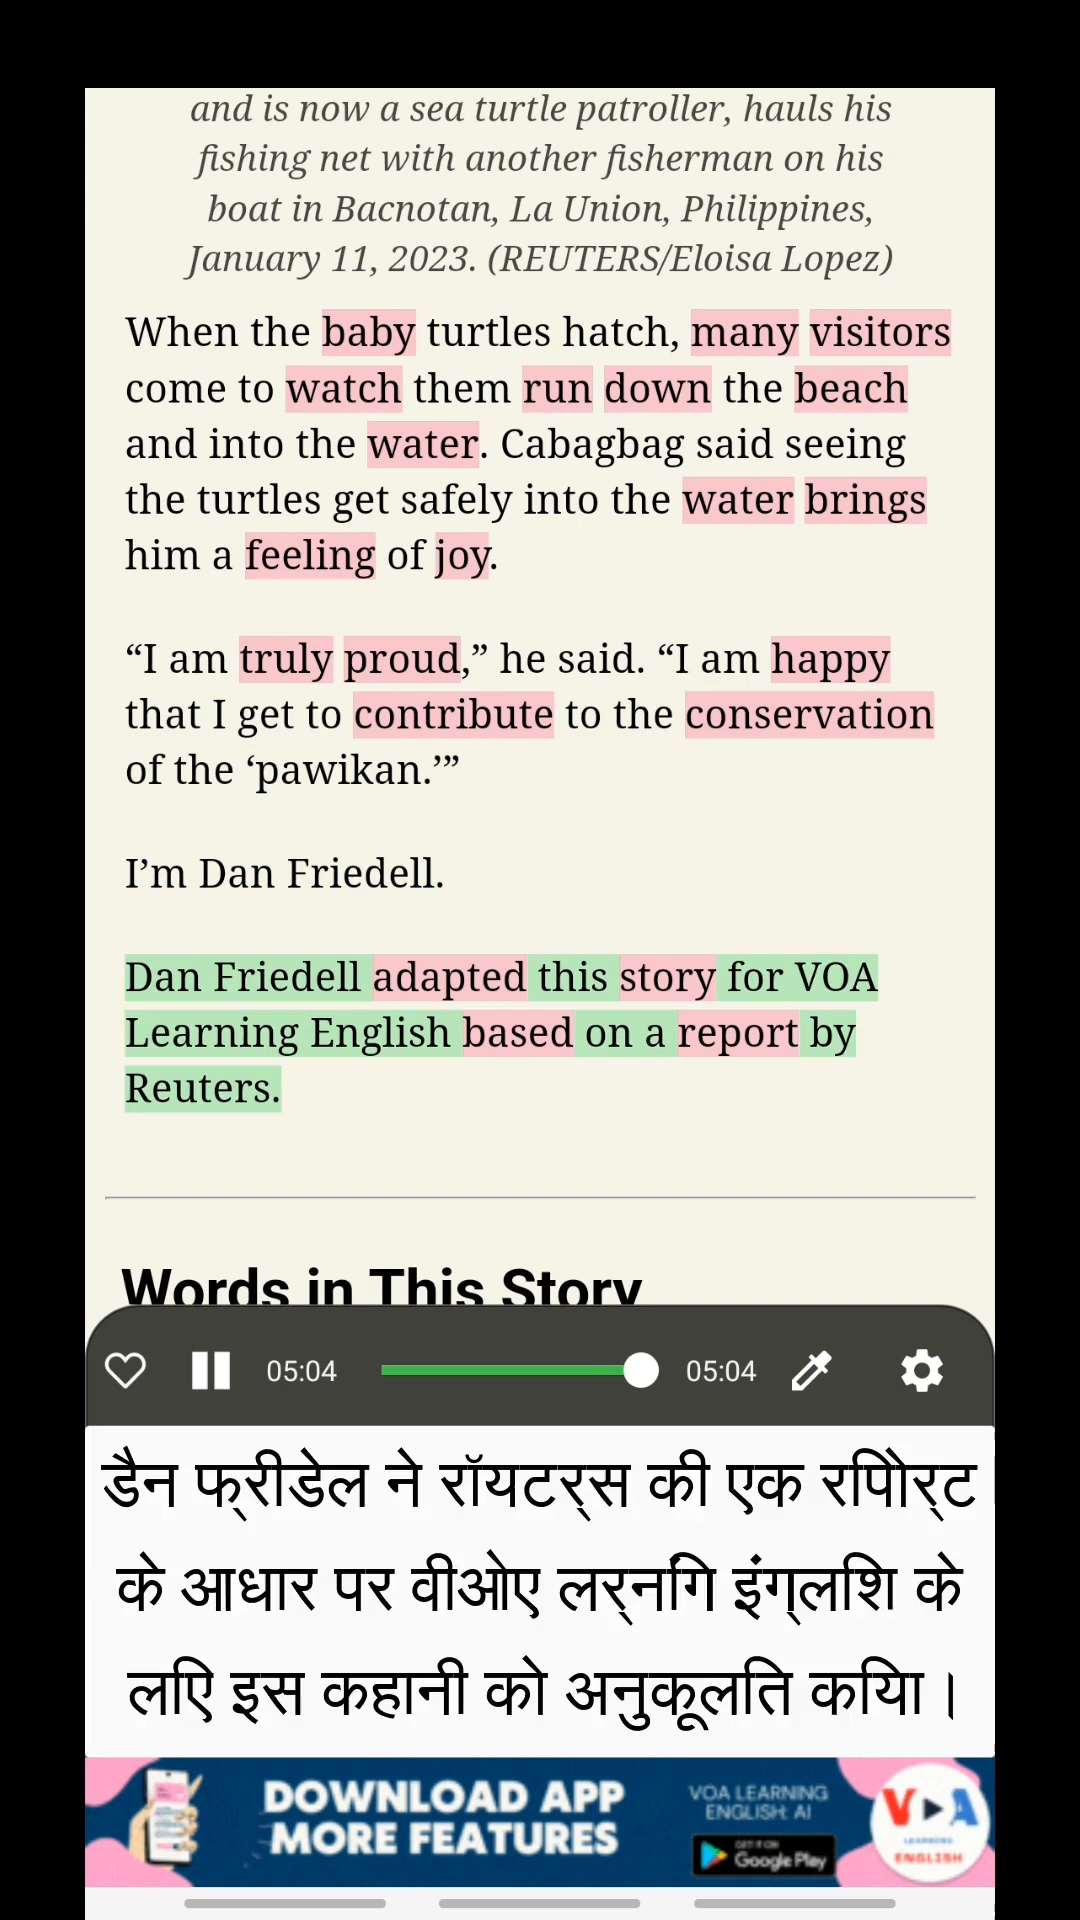 and is now a sea turtle patroller, hauls his
fishing net with another fisherman on his
boat in Bacnotan, La Union, Philippines,
January 11, 2023. (REUTERS/Eloisa Lopez)
When the baby turtles hatch, many visitors
come to watch them run down the beach
and into the water. Cabagbag said seeing
the turtles get safely into the water brings
him a feeling of joy.
“I am truly proud,” he said. “I am happy
that I get to contribute to the conservation
of the ‘pawikan.’”
I’m Dan Friedell.
Dan Friedell adapted this story for VOA
Learning English based on a report by
Reuters.
Words in This Story
05:04 05:04
डैन फ्रीडेल ने रॉयटर्स की एक रिपोर्ट
के आधार पर वीओए लर्निंग इंग्लिश के
लिए इस कहानी को अनुकूलित किया।
DOWNLOAD APP
MORE FEATURES
VOA LEARNING
ENGLISH: AI
GET IT ON
Google Play
VOA
LEARNING
ENGLISH